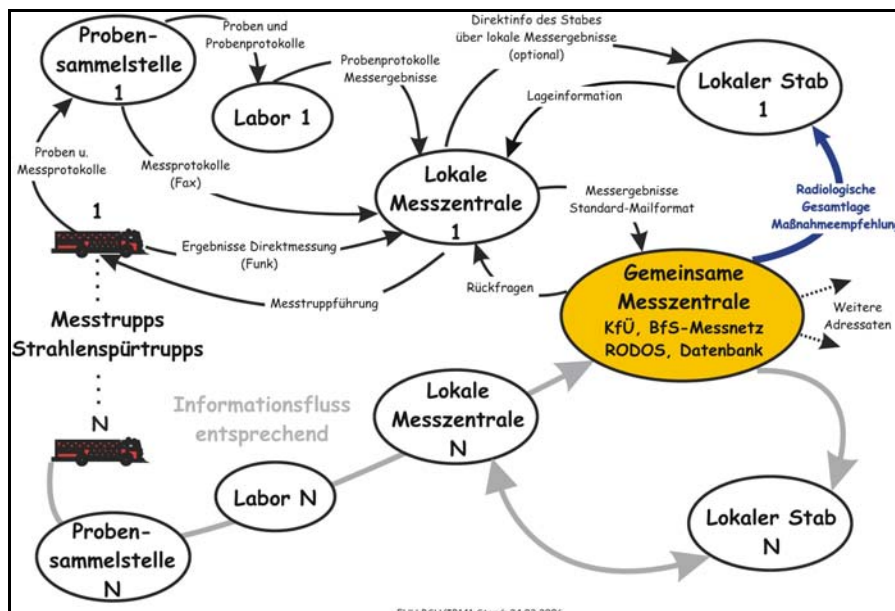 Proben-
sammelstelle
1
Proben und
Probenprotokolle
Labor 1
Probenprotokolle
Messergebnisse
Direktinfo des Stabes
über lokale Messergebnisse
(optional)
Lageinformation
Lokaler Stab
1
Proben u.
Messprotokolle
Messprotokolle
(Fax)
Lokale
Messzentrale
1
Messergebnisse
Standard-Mailformat
Radiologische
Gesamtlage
Maßnahmeempfehlung
1
Ergebnisse Direktmessung
(Funk)
Messtruppführung
Rückfragen
Gemeinsame
Messzentrale
KfÜ, BfS-Messnetz
RODOS, Datenbank
Weitere
Adressaten
Messtrupps
Strahlenspürtrupps
N
Informationsfluss
entsprechend
Lokale
Messzentrale
N
Labor N
Proben-
sammelstelle
N
Lokaler Stab
N